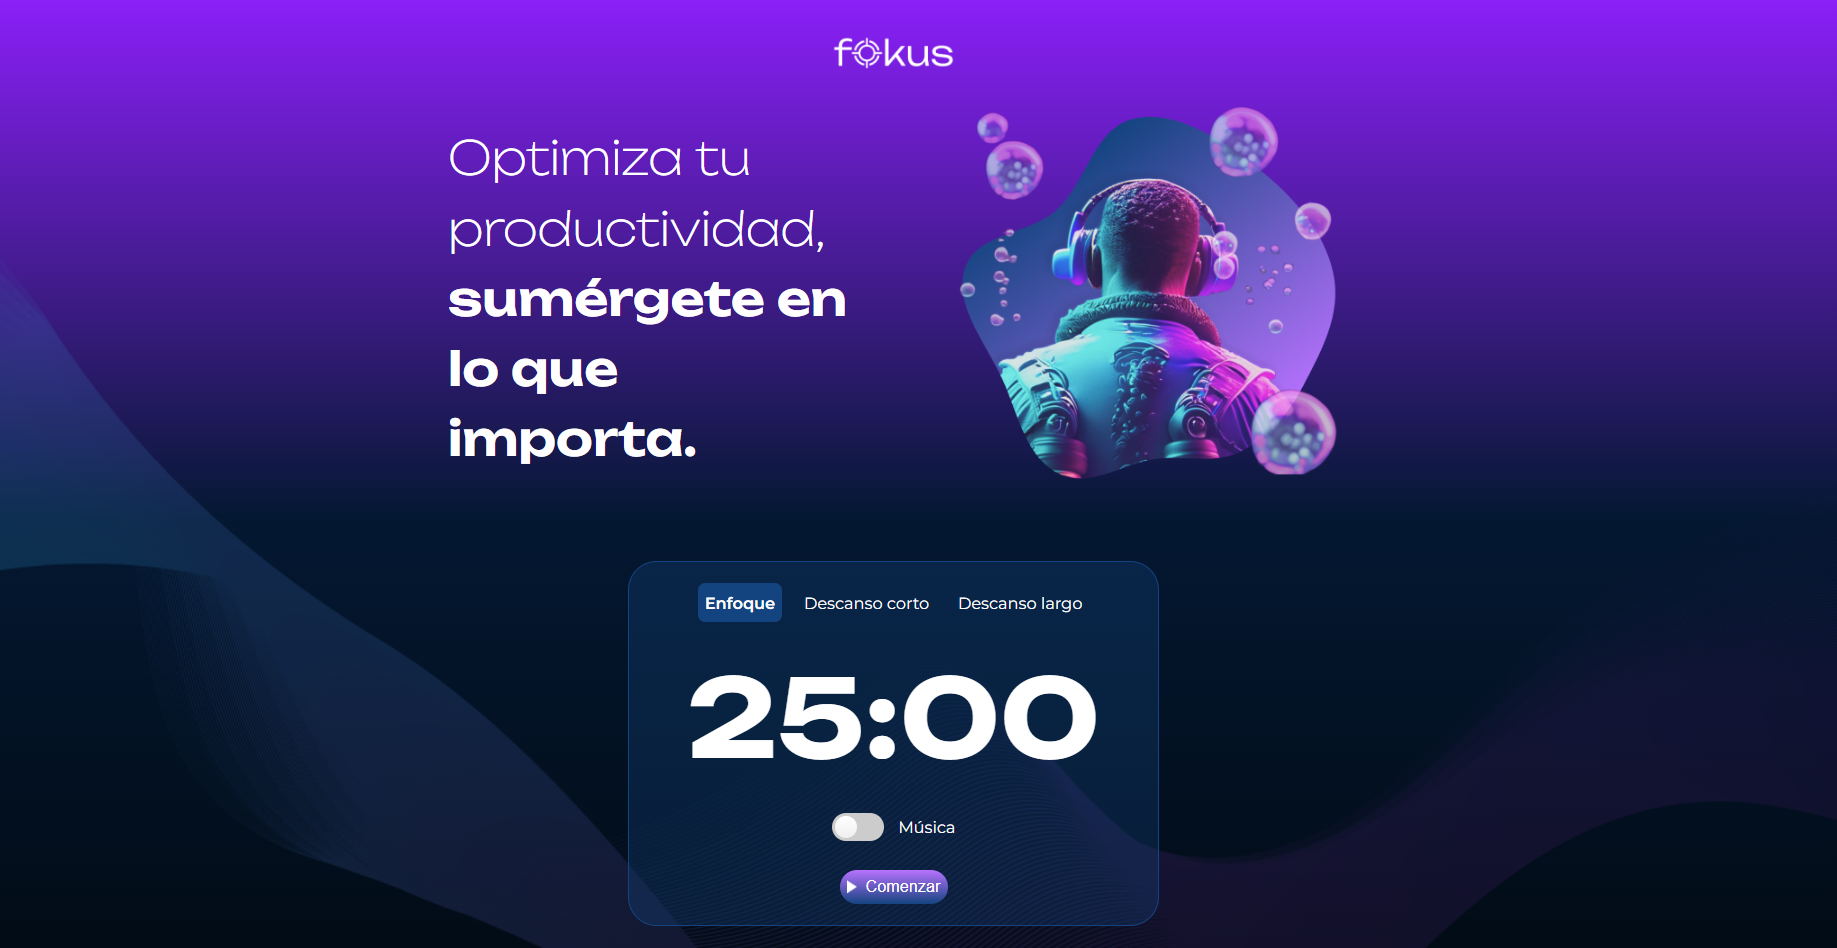 fokus
Optimiza tu
productividad,
sumérgete en
lo que
importa.
Enfoque Descanso corto Descanso largo
25:00
Música
Comenzar